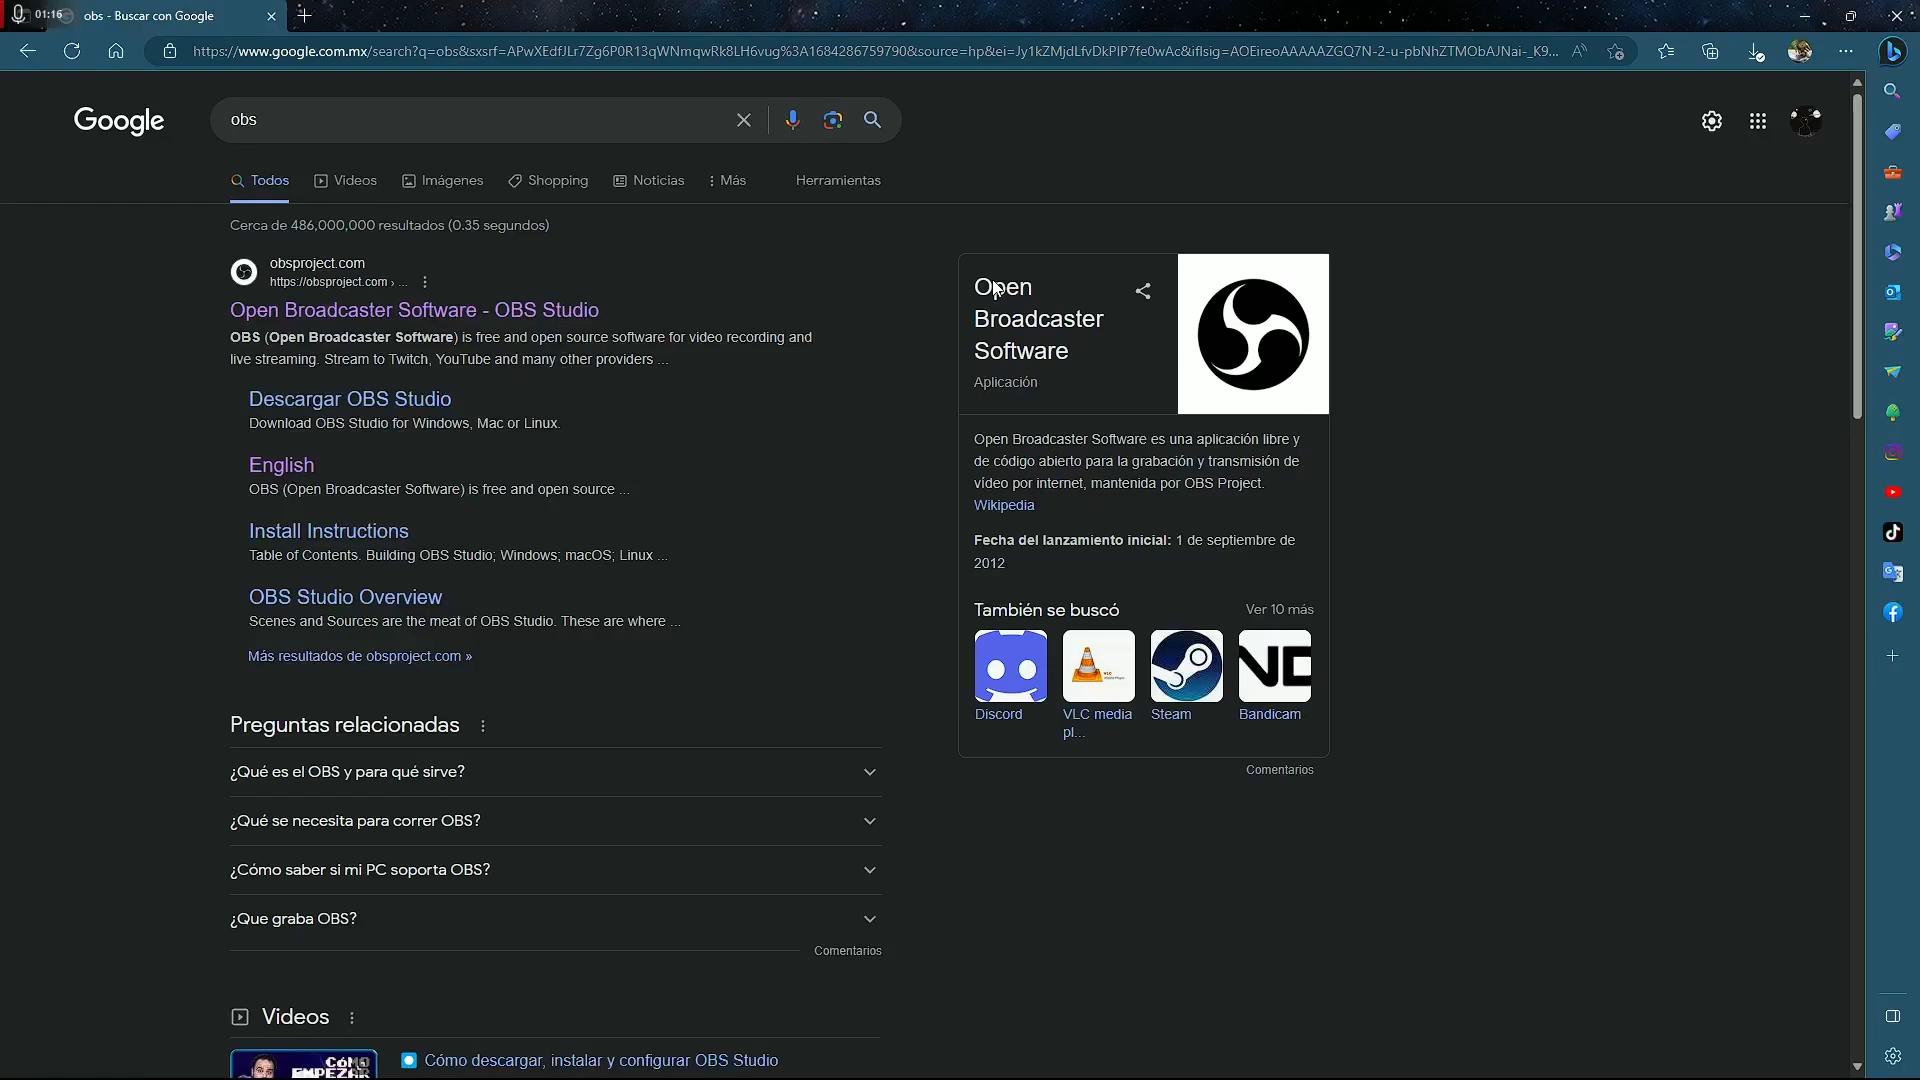 01:16
obs - Buscar con Google
https://www.google.com.mx/search?q=obs&sxsrf=APwXEdfJLr7Zg6P0R13qWNmqwRk8LH6vug%3A1684286759790&source=hp&ei=Jy1kZMjdLfvDkPIP7fe0wAc&iflsig=AOEireoAAAAAZGQ7N-2-u-pbNhZTMObAJNai-_K9...
Google
obs
Todos
Videos
Imágenes
Shopping
Noticias
Más
Herramientas
Cerca de 486,000,000 resultados (0.35 segundos)
obsproject.com
https://obsproject.com › ...
Open Broadcaster Software - OBS Studio
OBS (Open Broadcaster Software) is free and open source software for video recording and
live streaming. Stream to Twitch, YouTube and many other providers ...
Descargar OBS Studio
Download OBS Studio for Windows, Mac or Linux.
English
OBS (Open Broadcaster Software) is free and open source ...
Install Instructions
Table of Contents. Building OBS Studio; Windows; macOS; Linux ...
OBS Studio Overview
Scenes and Sources are the meat of OBS Studio. These are where ...
Más resultados de obsproject.com »
Preguntas relacionadas
¿Qué es el OBS y para qué sirve?
¿Qué se necesita para correr OBS?
¿Cómo saber si mi PC soporta OBS?
¿Que graba OBS?
Comentarios
Videos
CÓMO
EMPEZAR
Cómo descargar, instalar y configurar OBS Studio
Open
Broadcaster
Software
Aplicación
Open Broadcaster Software es una aplicación libre y
de código abierto para la grabación y transmisión de
vídeo por internet, mantenida por OBS Project.
Wikipedia
Fecha del lanzamiento inicial: 1 de septiembre de
2012
También se buscó
Ver 10 más
Discord
VLC media
pl...
Steam
Bandicam
Comentarios